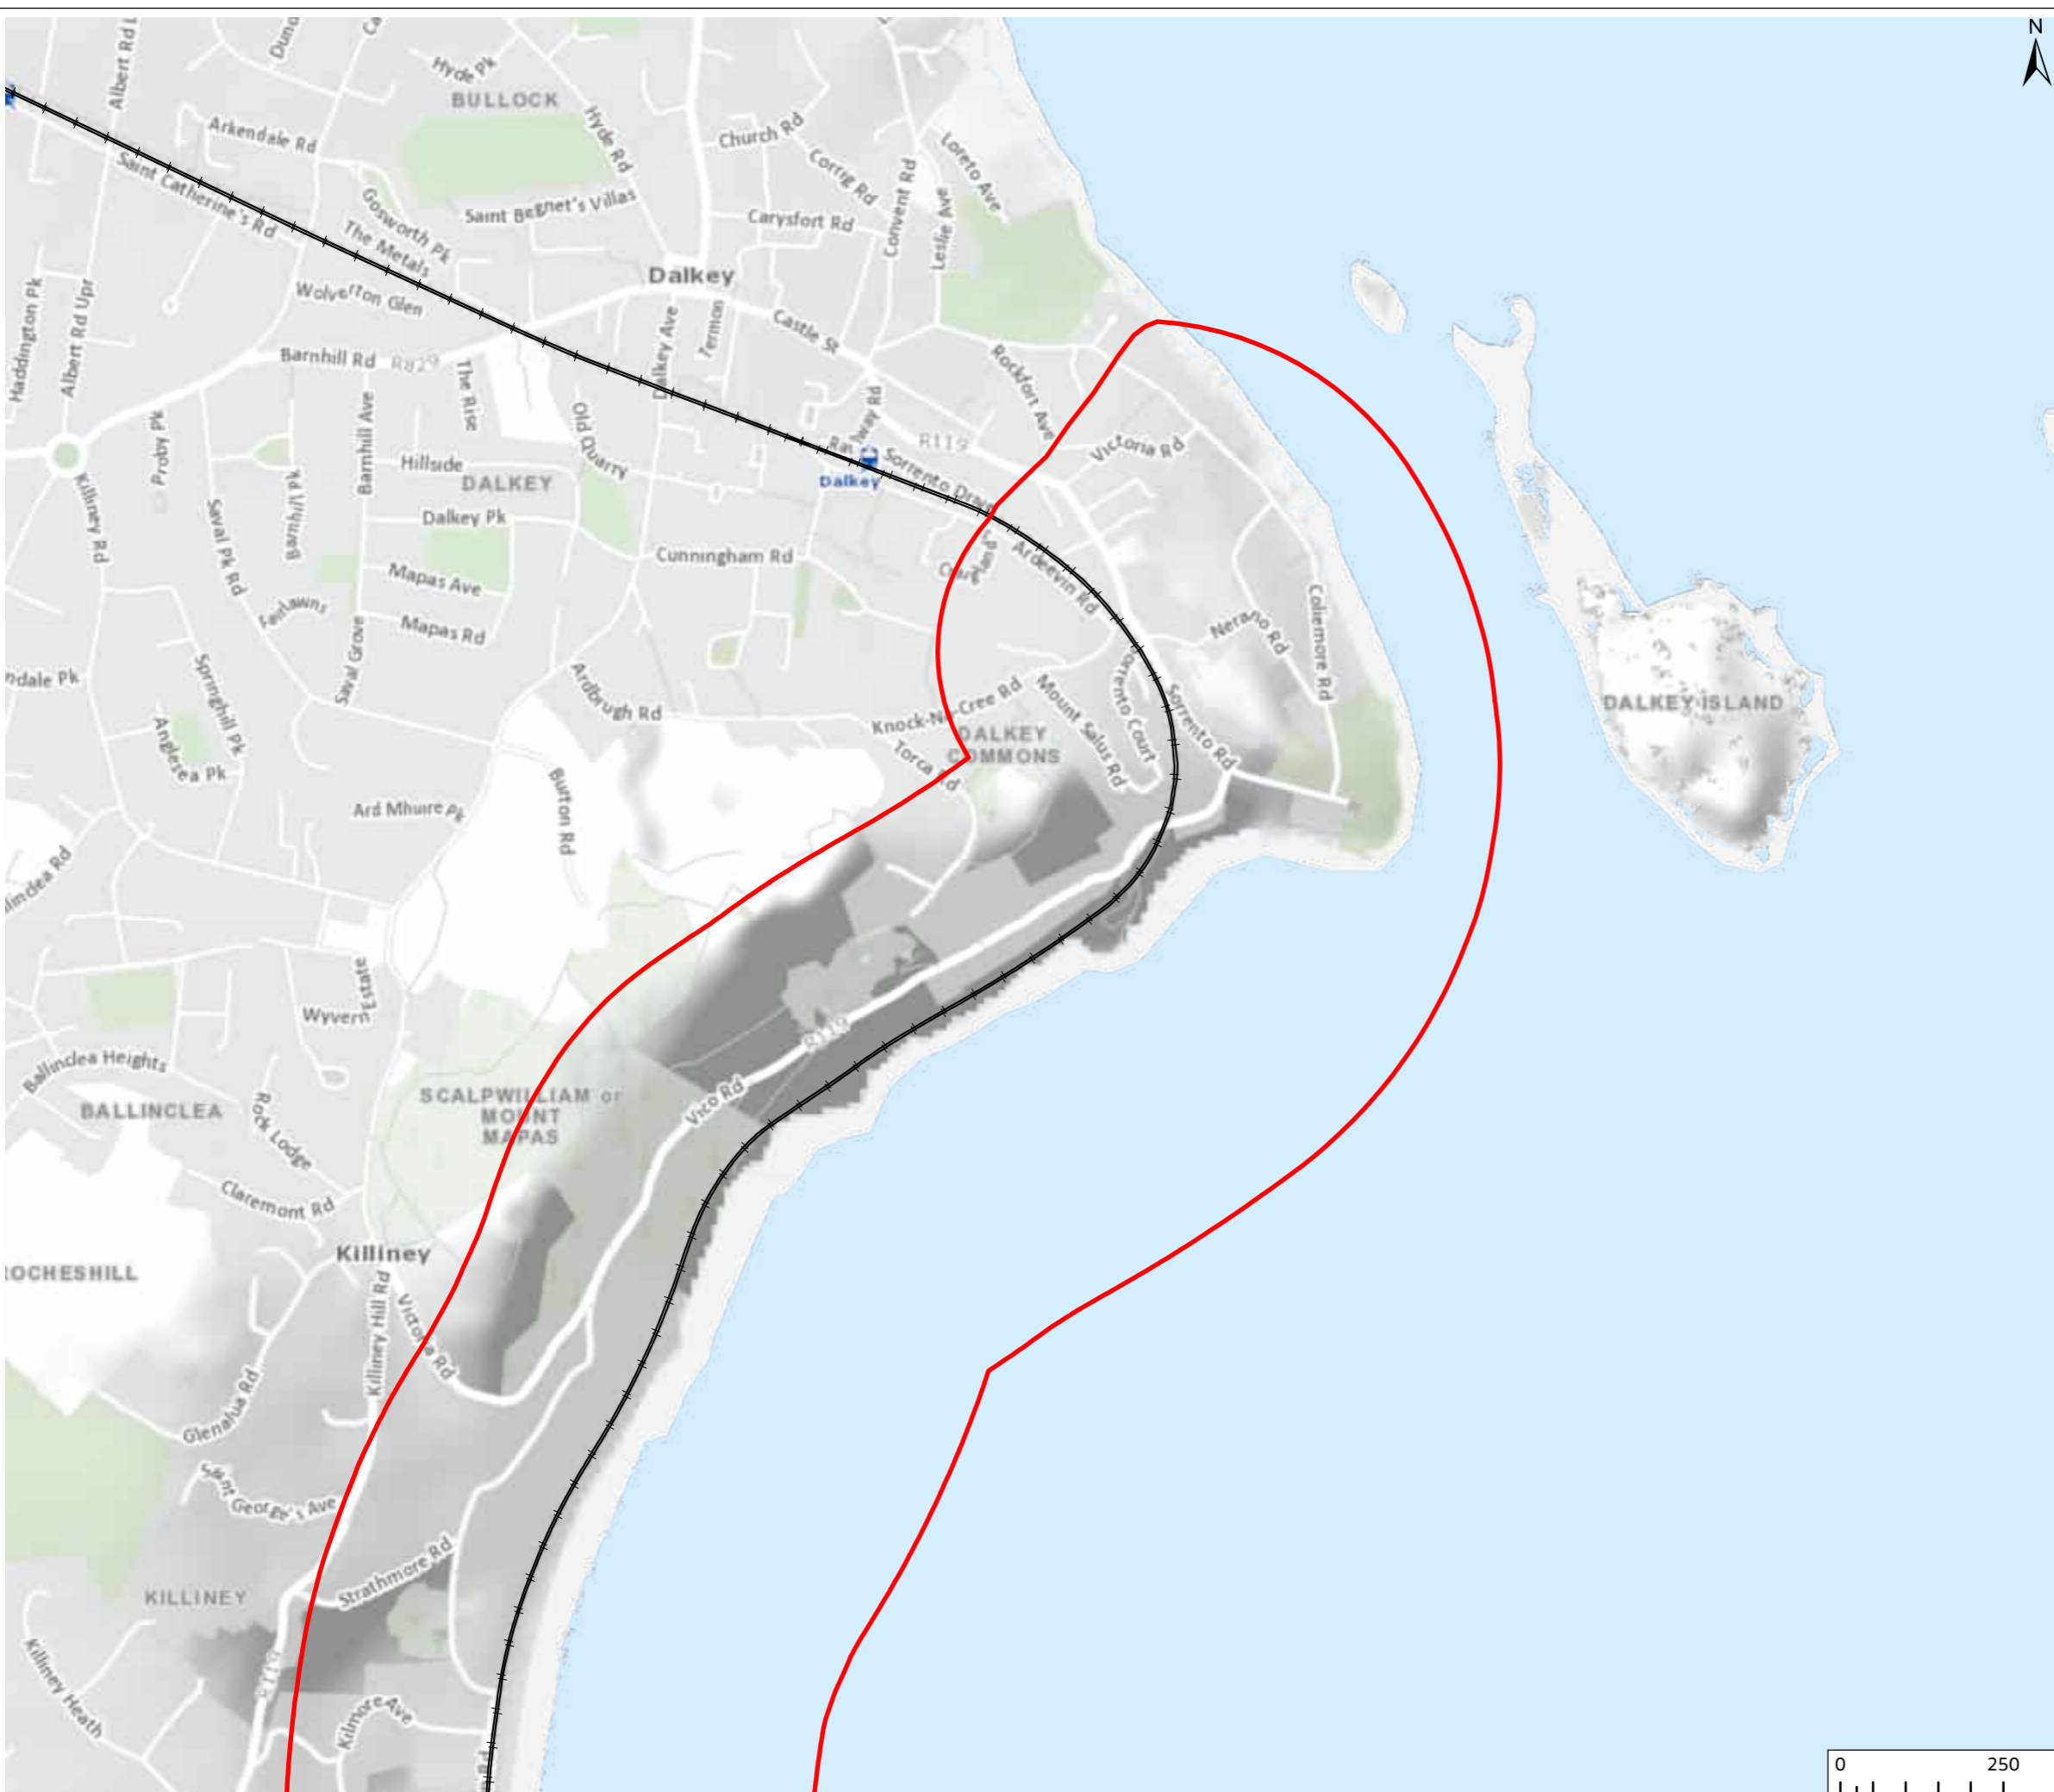 N
Albert Rd
Hyde Pk
BULLOCK
Arkendale Rd
Hyde Rd
Church Rd
Corrig Rd
Loreto Ave
Convent Rd
Saint Catherine's Rd
Gosworth Pk
The Metals
Saint Begnet's Villas
Carysfort Rd
Leslie Ave
Dalkey
Haddington Pk
Albert Rd Upr
Wolverton Glen
Dalkey Ave
Termon
Castle St
Barnhill Rd
R829
The Rise
Rockfort Ave
Railway Rd
R119
Victoria Rd
Proby Pk
Barnhill Ave
Old Quarry
Hillside
DALKEY
Dalkey
Sorrento Drive
Killiney Rd
Saval Pk Rd
Barnhill Pk
Dalkey Pk
Cunningham Rd
Ardeevin Rd
Mapas Ave
Fairlawns
Mapas Rd
Nerano Rd
Coliemore Rd
Saval Grove
Springhill Pk
Ardbrugh Rd
Knock-Na-Cree Rd
Mount Salus Rd
Sorrento Court
Sorrento Rd
DALKEY ISLAND
DALKEY
COMMONS
Torca Rd
Anglesea Pk
Ard Mhuire Pk
Burton Rd
Wyvern
Estate
R119
Ballinclea Heights
BALLINCLEA
Rock Lodge
SCALPWILLIAM or
MOUNT
MAPAS
Vico Rd
Claremont Rd
Killiney
Killiney Hill Rd
Victoria Rd
Glenalua Rd
Saint
George's Ave
Strathmore Rd
KILLINEY
Killiney Heath
R119
Kilmore Ave
0
250